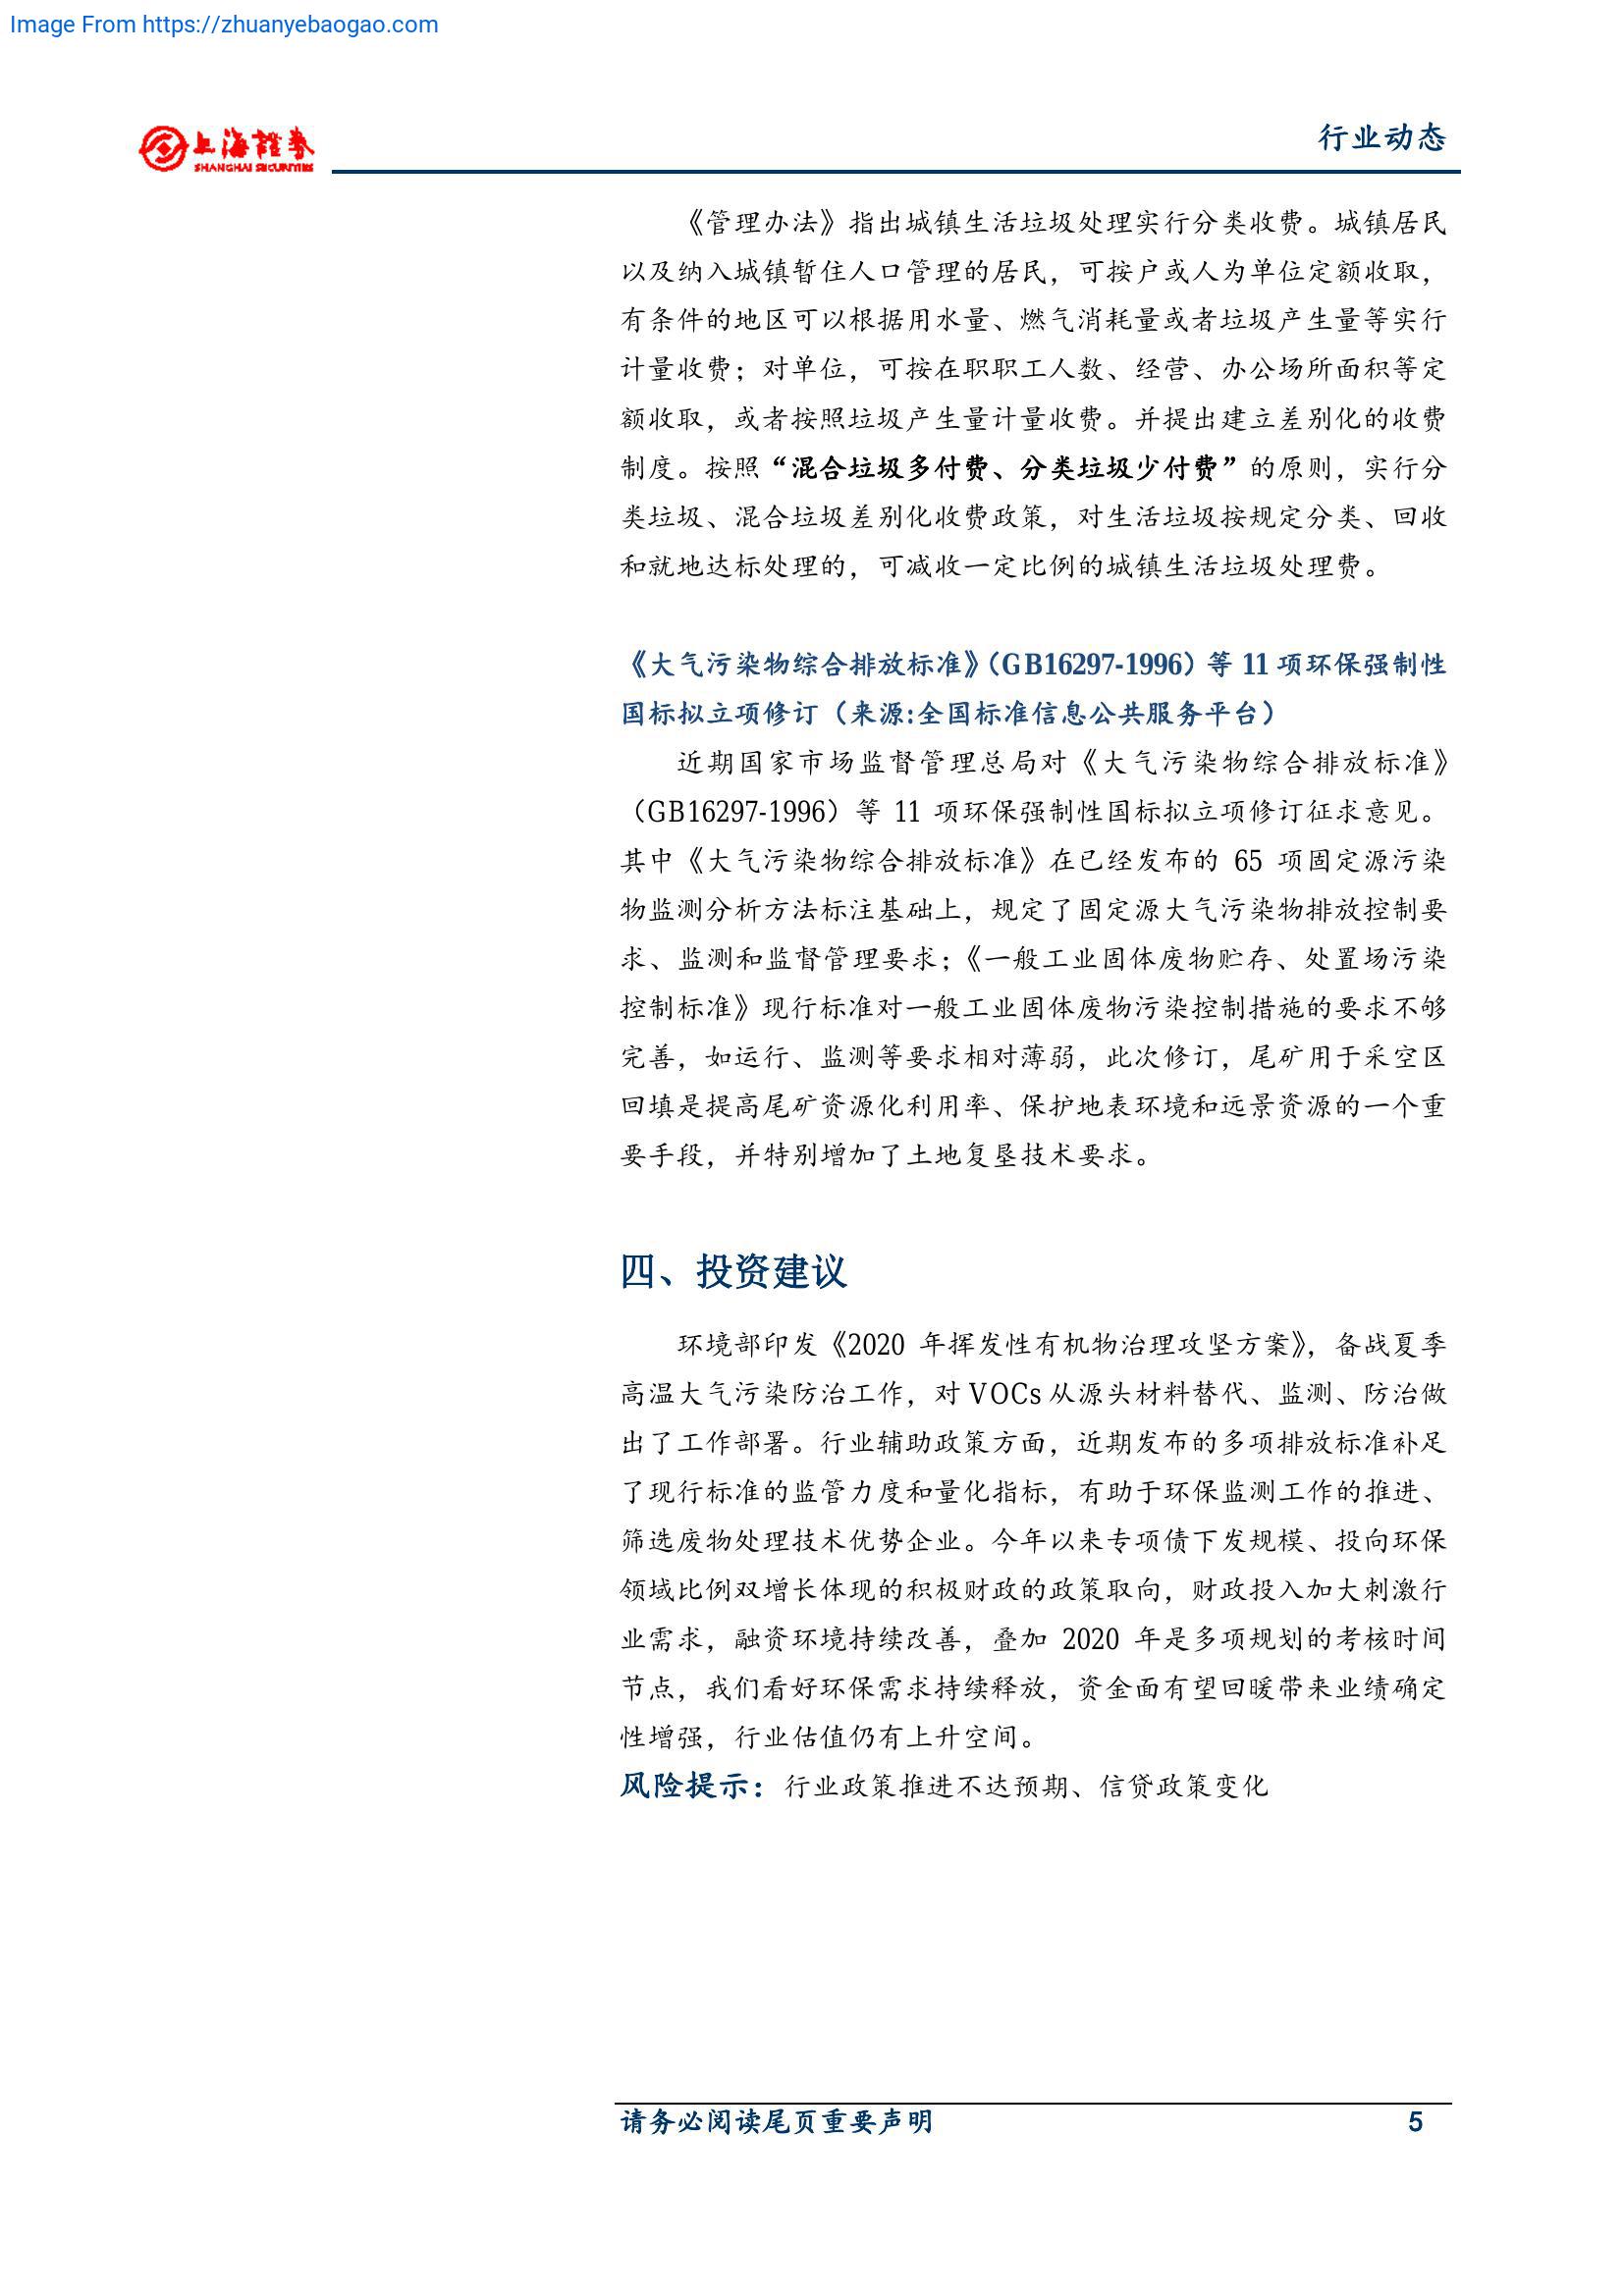 Image From https://zhuanyebaogao.com
上海證券
SHANGHAI SECURITIES
行业动态
《管理办法》指出城镇生活垃圾处理实行分类收费。城镇居民
以及纳入城镇暂住人口管理的居民，可按户或人为单位定额收取，
有条件的地区可以根据用水量、燃气消耗量或者垃圾产生量等实行
计量收费；对单位，可按在职职工人数、经营、办公场所面积等定
额收取，或者按照垃圾产生量计量收费。并提出建立差别化的收费
制度。按照“混合垃圾多付费、分类垃圾少付费”的原则，实行分
类垃圾、混合垃圾差别化收费政策，对生活垃圾按规定分类、回收
和就地达标处理的，可减收一定比例的城镇生活垃圾处理费。
《大气污染物综合排放标准》（GB16297-1996）等 11 项环保强制性
国标拟立项修订（来源:全国标准信息公共服务平台）
近期国家市场监督管理总局对《大气污染物综合排放标准》
（GB16297-1996）等 11 项环保强制性国标拟立项修订征求意见。
其中《大气污染物综合排放标准》在已经发布的 65 项固定源污染
物监测分析方法标注基础上，规定了固定源大气污染物排放控制要
求、监测和监督管理要求；《一般工业固体废物贮存、处置场污染
控制标准》现行标准对一般工业固体废物污染控制措施的要求不够
完善，如运行、监测等要求相对薄弱，此次修订，尾矿用于采空区
回填是提高尾矿资源化利用率、保护地表环境和远景资源的一个重
要手段，并特别增加了土地复垦技术要求。
四、投资建议
环境部印发《2020 年挥发性有机物治理攻坚方案》，备战夏季
高温大气污染防治工作，对 VOCs 从源头材料替代、监测、防治做
出了工作部署。行业辅助政策方面，近期发布的多项排放标准补足
了现行标准的监管力度和量化指标，有助于环保监测工作的推进、
筛选废物处理技术优势企业。今年以来专项债下发规模、投向环保
领域比例双增长体现的积极财政的政策取向，财政投入加大刺激行
业需求，融资环境持续改善，叠加 2020 年是多项规划的考核时间
节点，我们看好环保需求持续释放，资金面有望回暖带来业绩确定
性增强，行业估值仍有上升空间。
风险提示：行业政策推进不达预期、信贷政策变化
请务必阅读尾页重要声明 5